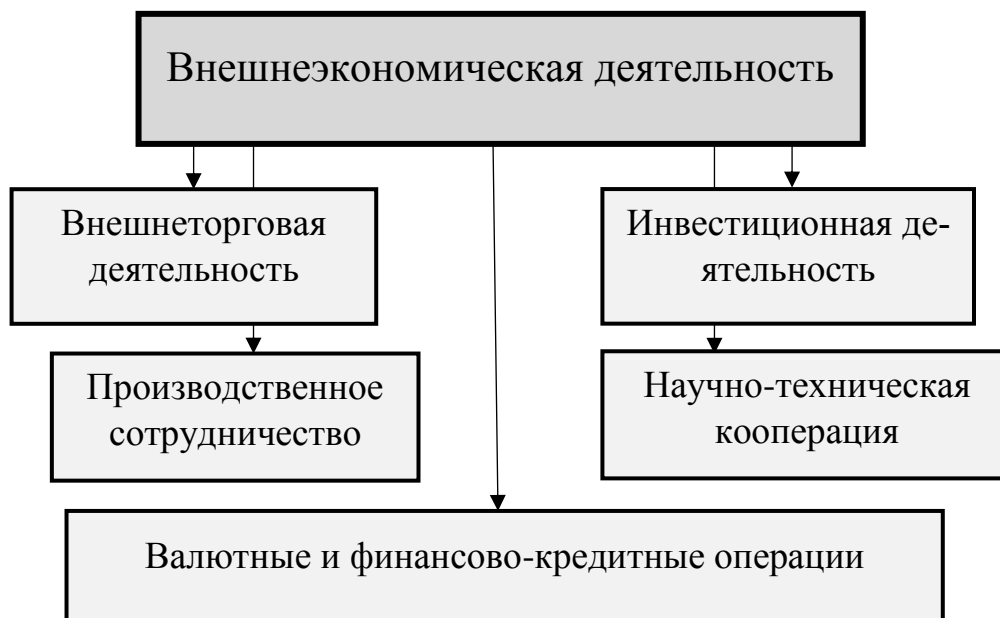 Внешнеэкономическая деятельность
Внешнеторговая
деятельность
Инвестиционная де-
ятельность
Производственное
сотрудничество
Научно-техническая
кооперация
Валютные и финансово-кредитные операции